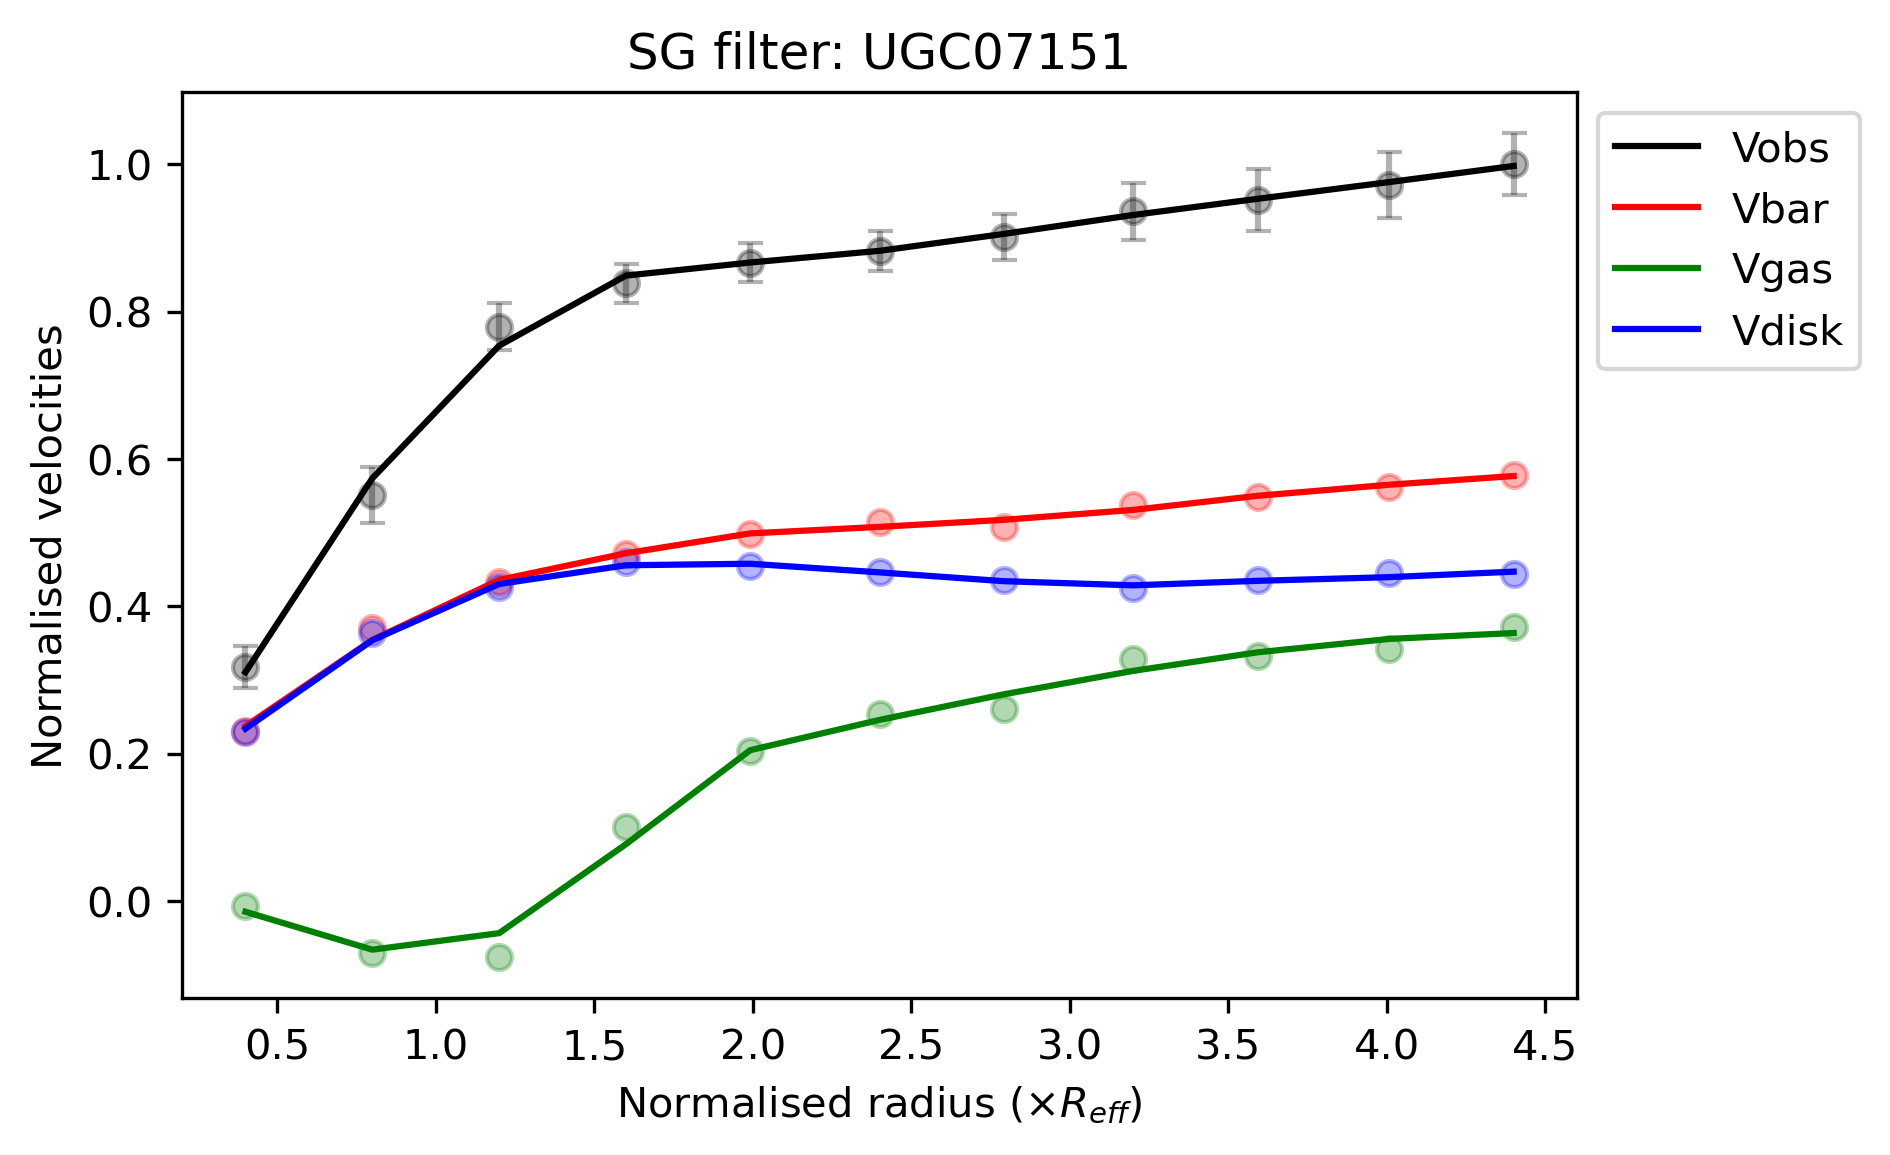 SG filter: UGC07151
Normalised velocities
1.0
0.8
0.6
0.4
0.2
0.0
0.5 1.0 1.5 2.0 2.5 3.0 3.5 4.0 4.5
Normalised radius (×R_eff)
Vobs
Vbar
Vgas
Vdisk